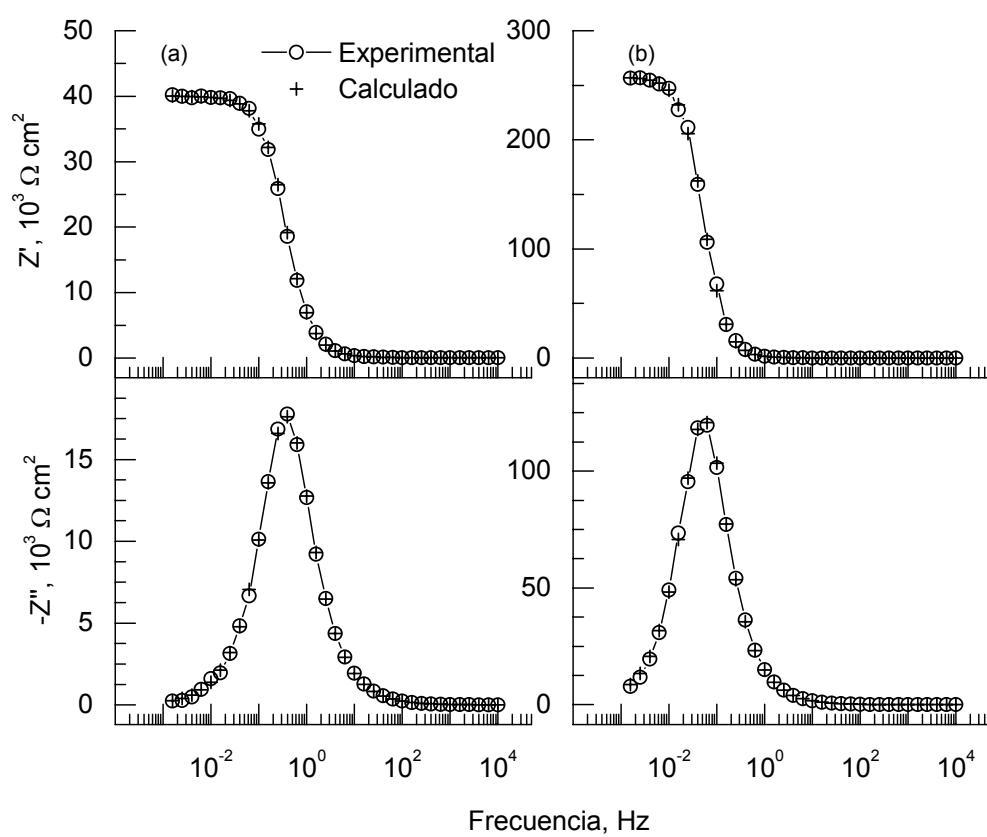 50
40
30
20
10
0
Z', 10³ Ω cm²
(a)
Experimental
Calculado
300
200
100
0
(b)
15
10
5
0
-Z", 10³ Ω cm²
100
50
0
10⁻² 10⁰ 10² 10⁴
10⁻² 10⁰ 10² 10⁴
Frecuencia, Hz